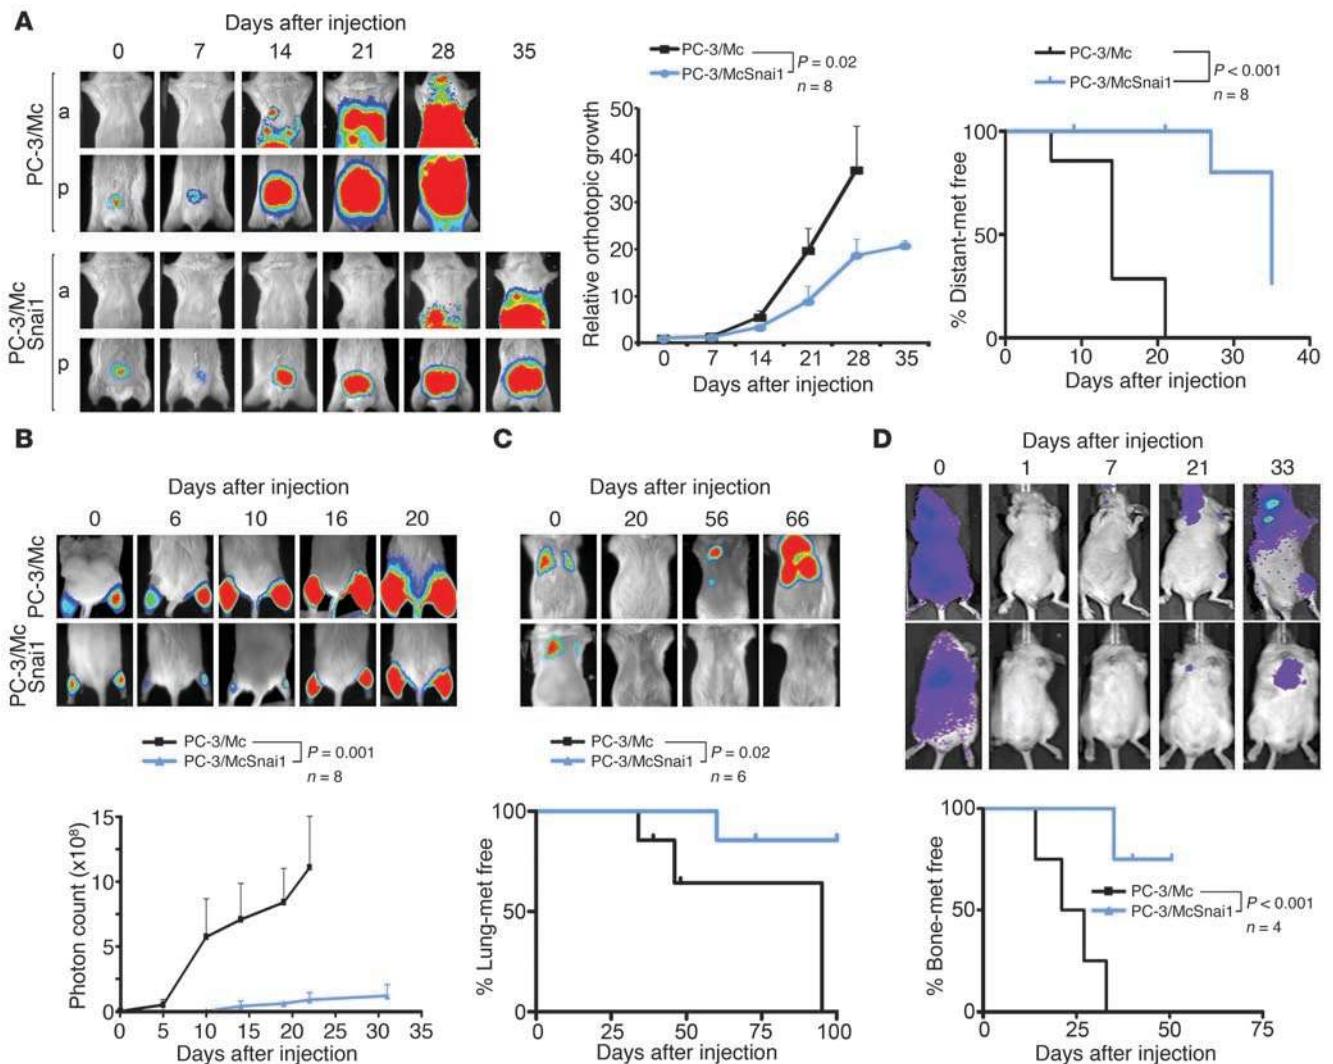 A
Days after injection
0 7 14 21 28 35
PC-3/Mc
a
p
PC-3/Mc
Snai1
a
p
PC-3/Mc
PC-3/McSnai1
P = 0.02
n = 8
Relative orthotopic growth
50
40
30
20
10
0
0 7 14 21 28 35
Days after injection
PC-3/Mc
PC-3/McSnai1
P < 0.001
n = 8
% Distant-met free
100
50
0
0 10 20 30 40
Days after injection
B
Days after injection
0 6 10 16 20
PC-3/Mc
PC-3/Mc
Snai1
PC-3/Mc
PC-3/McSnai1
P = 0.001
n = 8
Photon count (x10⁸)
15
10
5
0
0 5 10 15 20 25 30 35
Days after injection
C
Days after injection
0 20 56 66
PC-3/Mc
PC-3/McSnai1
P = 0.02
n = 6
% Lung-met free
100
50
0
0 25 50 75 100
Days after injection
D
Days after injection
0 1 7 21 33
% Bone-met free
100
50
0
PC-3/Mc
PC-3/McSnai1
P < 0.001
n = 4
0 25 50 75
Days after injection